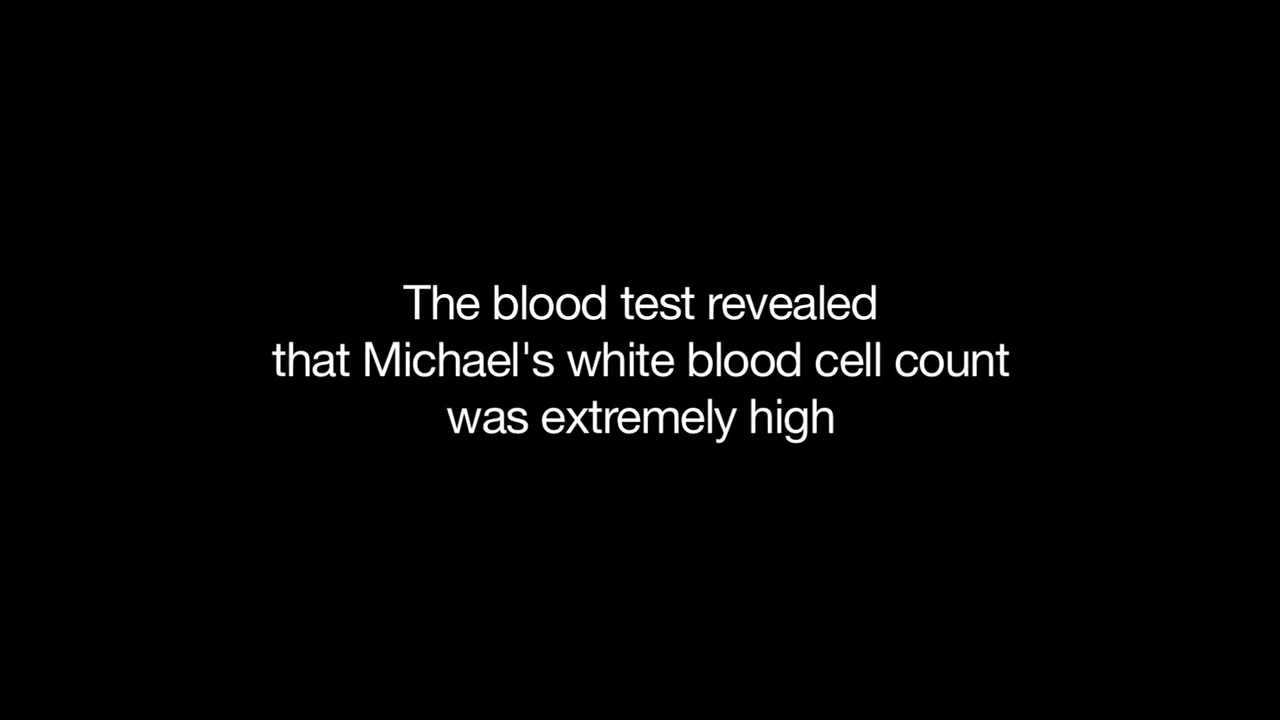 The blood test revealed
that Michael's white blood cell count
was extremely high